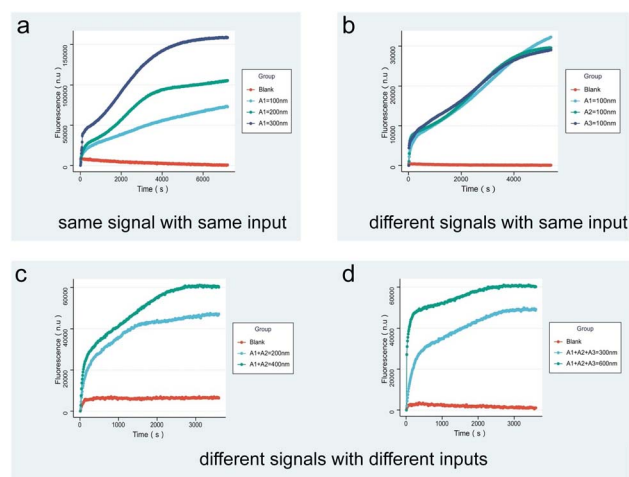 a
Fluorescence ( n.u )
150000
100000
50000
0
0 2000 4000 6000
Time ( s )
Group
Blank
A1=100nm
A1=200nm
A1=300nm
same signal with same input
b
Fluorescence ( n.u )
30000
20000
10000
0
0 2000 4000
Time ( s )
Group
Blank
A1=100nm
A2=100nm
A3=100nm
different signals with same input
c
Fluorescence ( n.u )
60000
40000
20000
0
0 1000 2000 3000
Time ( s )
Group
Blank
A1+A2=200nm
A1+A2=400nm
d
Fluorescence ( n.u )
60000
40000
20000
0
0 1000 2000 3000
Time ( s )
Group
Blank
A1+A2+A3=300nm
A1+A2+A3=600nm
different signals with different inputs